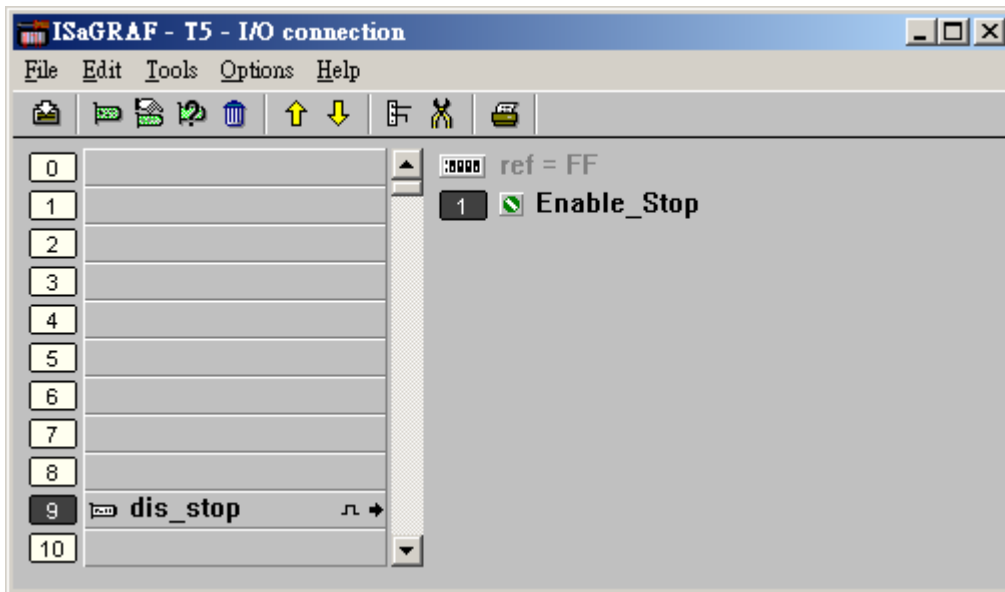 ISaGRAF - T5 - I/O connection
File Edit Tools Options Help
0
1
2
3
4
5
6
7
8
9 dis_stop
10
ref = FF
1 Enable_Stop